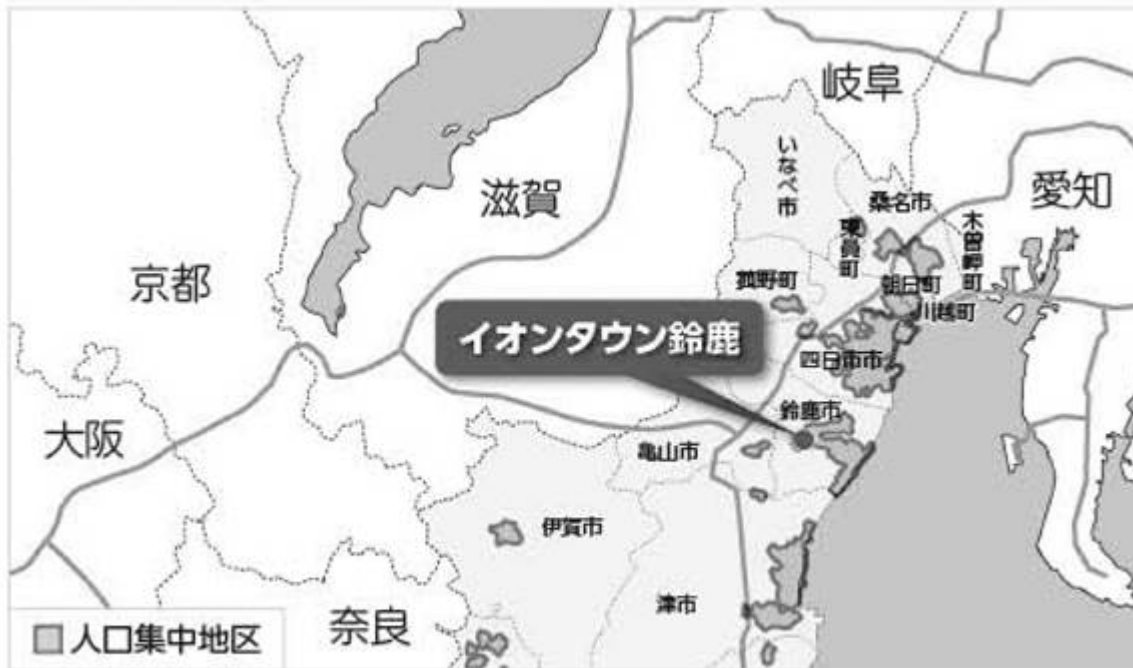 岐阜
いなべ市
滋賀
桑名市
愛知
東員町
木曽岬町
京都
菰野町
朝日町
川越町
イオンタウン鈴鹿
四日市市
鈴鹿市
大阪
亀山市
伊賀市
津市
奈良
人口集中地区